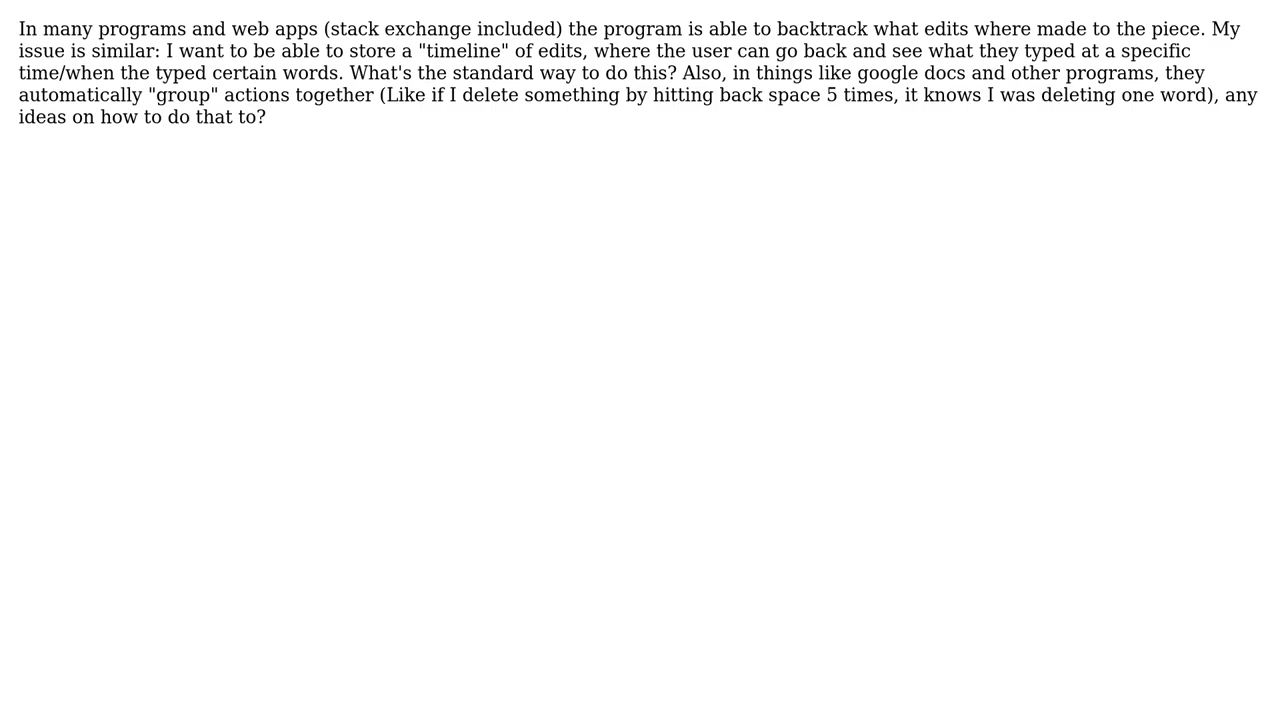 In many programs and web apps (stack exchange included) the program is able to backtrack what edits where made to the piece. My
issue is similar: I want to be able to store a "timeline" of edits, where the user can go back and see what they typed at a specific
time/when the typed certain words. What's the standard way to do this? Also, in things like google docs and other programs, they
automatically "group" actions together (Like if I delete something by hitting back space 5 times, it knows I was deleting one word), any
ideas on how to do that to?